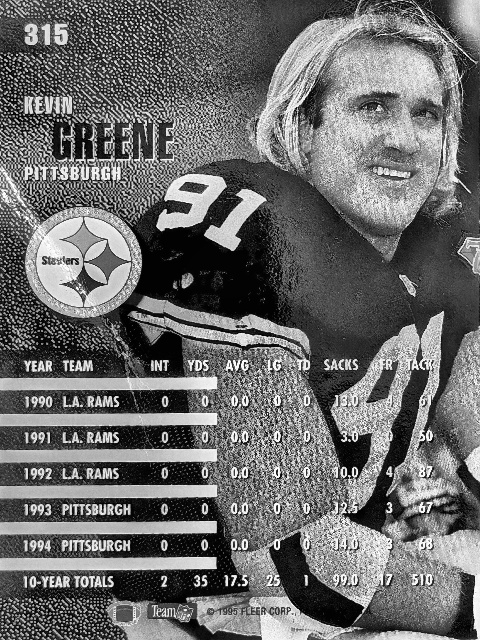 315
KEVIN
GREENE
PITTSBURGH
91
Steelers
91
YEAR TEAM INT YDS AVG LG TD SACKS FR TACK
1990 L.A. RAMS 0 0 0.0 0 0 13.0 4 61
1991 L.A. RAMS 0 0 0.0 0 0 3.0 50
1992 L.A. RAMS 0 0 0.0 0 0 10.0 4 87
1993 PITTSBURGH 0 0 0.0 0 0 12.5 3 67
1994 PITTSBURGH 0 0 0.0 0 0 14.0 3 68
10-YEAR TOTALS 2 35 17.5 25 1 99.0 17 510
Team © 1995 FLEER CORP.,